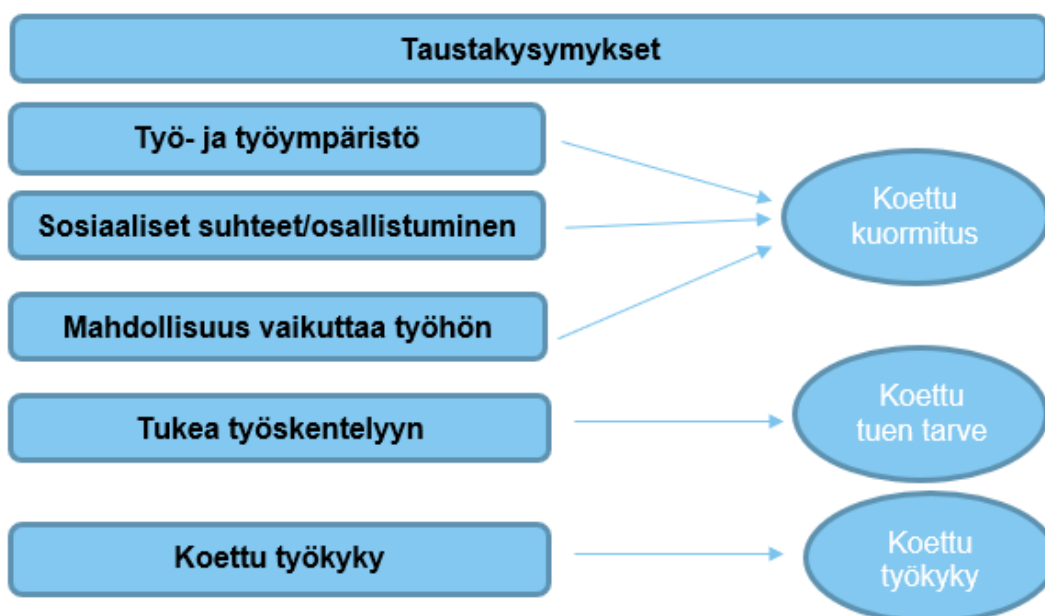 Taustakysymykset
Työ- ja työympäristö
Sosiaaliset suhteet/osallistuminen
Mahdollisuus vaikuttaa työhön
Tukea työskentelyyn
Koettu työkyky
Koettu
kuormitus
Koettu
tuen tarve
Koettu
työkyky